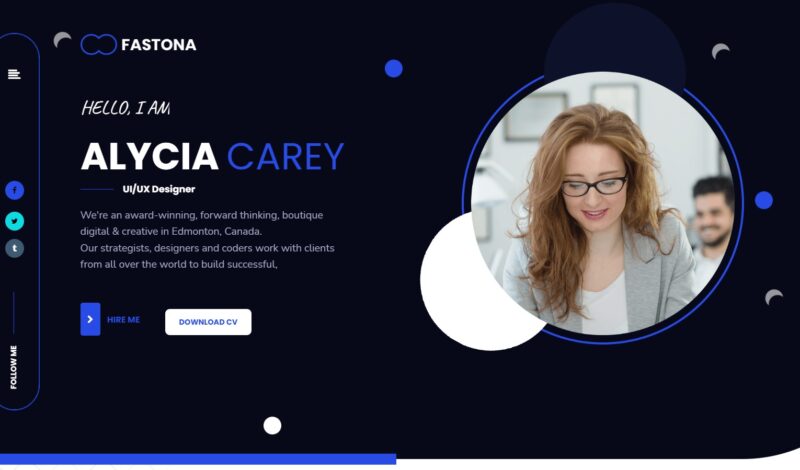 FASTONA
HELLO, I AM
ALYCIA CAREY
UI/UX Designer
We're an award-winning, forward thinking, boutique
digital & creative in Edmonton, Canada.
Our strategists, designers and coders work with clients
from all over the world to build successful,
HIRE ME
DOWNLOAD CV
FOLLOW ME